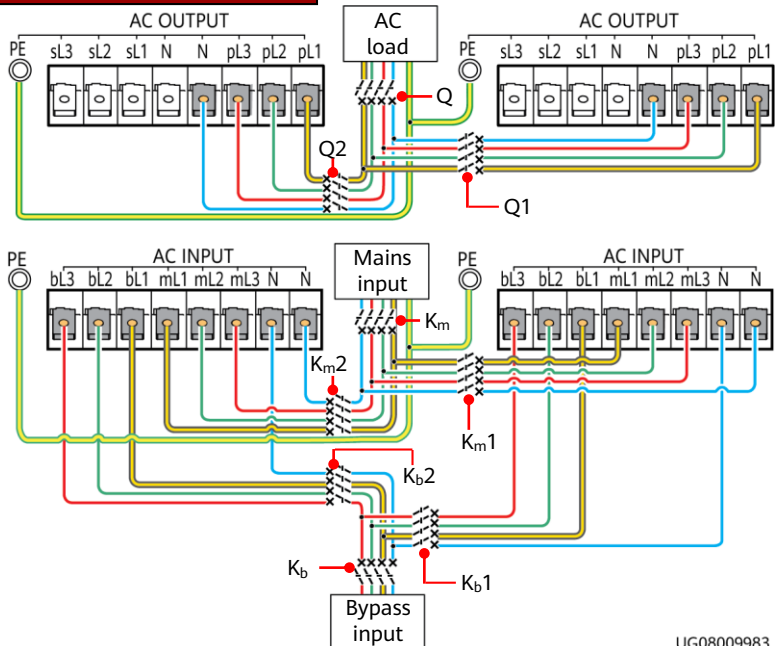 AC OUTPUT
AC load
AC OUTPUT
PE sL3 sL2 sL1 N N pL3 pL2 pL1
PE sL3 sL2 sL1 N N pL3 pL2 pL1
Q
Q2
Q1
PE AC INPUT
Mains input
PE AC INPUT
bL3 bL2 bL1 mL1 mL2 mL3 N N
bL3 bL2 bL1 mL1 mL2 mL3 N N
Km
Km2
Km1
Kb2
Kb
Kb1
Bypass input
UG08009983